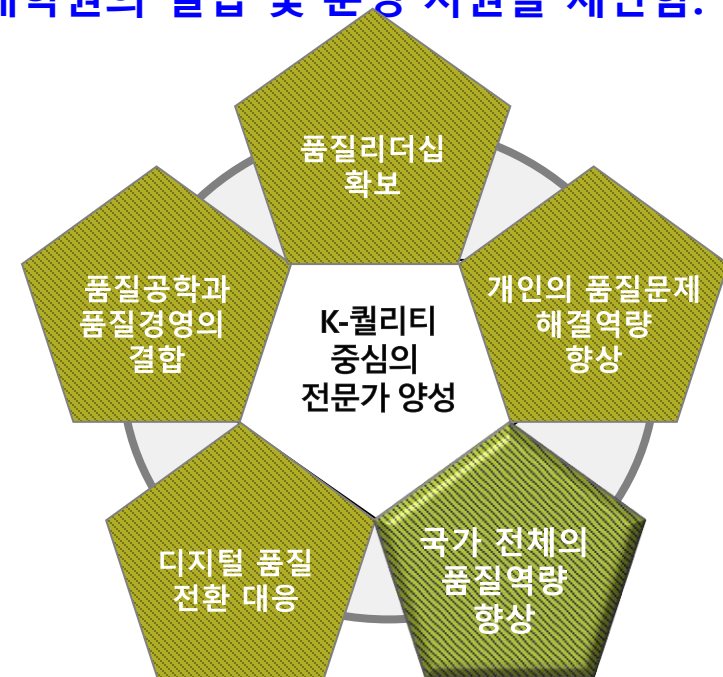 품질리더십
확보
품질공학과
품질경영의
결합
K-퀄리티
중심의
전문가 양성
개인의 품질문제
해결역량
향상
디지털 품질
전환 대응
국가 전체의
품질역량
향상